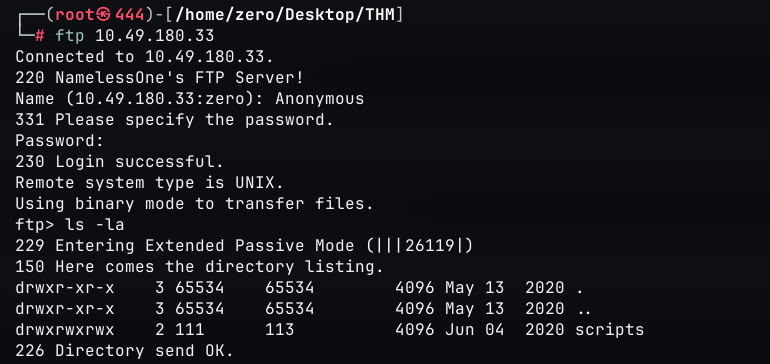 ┌──(root㉿444)-[/home/zero/Desktop/THM]
└─# ftp 10.49.180.33
Connected to 10.49.180.33.
220 NamelessOne's FTP Server!
Name (10.49.180.33:zero): Anonymous
331 Please specify the password.
Password:
230 Login successful.
Remote system type is UNIX.
Using binary mode to transfer files.
ftp> ls -la
229 Entering Extended Passive Mode (|||26119|)
150 Here comes the directory listing.
drwxr-xr-x    3 65534    65534        4096 May 13  2020 .
drwxr-xr-x    3 65534    65534        4096 May 13  2020 ..
drwxrwxrwx    2 111      113          4096 Jun 04  2020 scripts
226 Directory send OK.